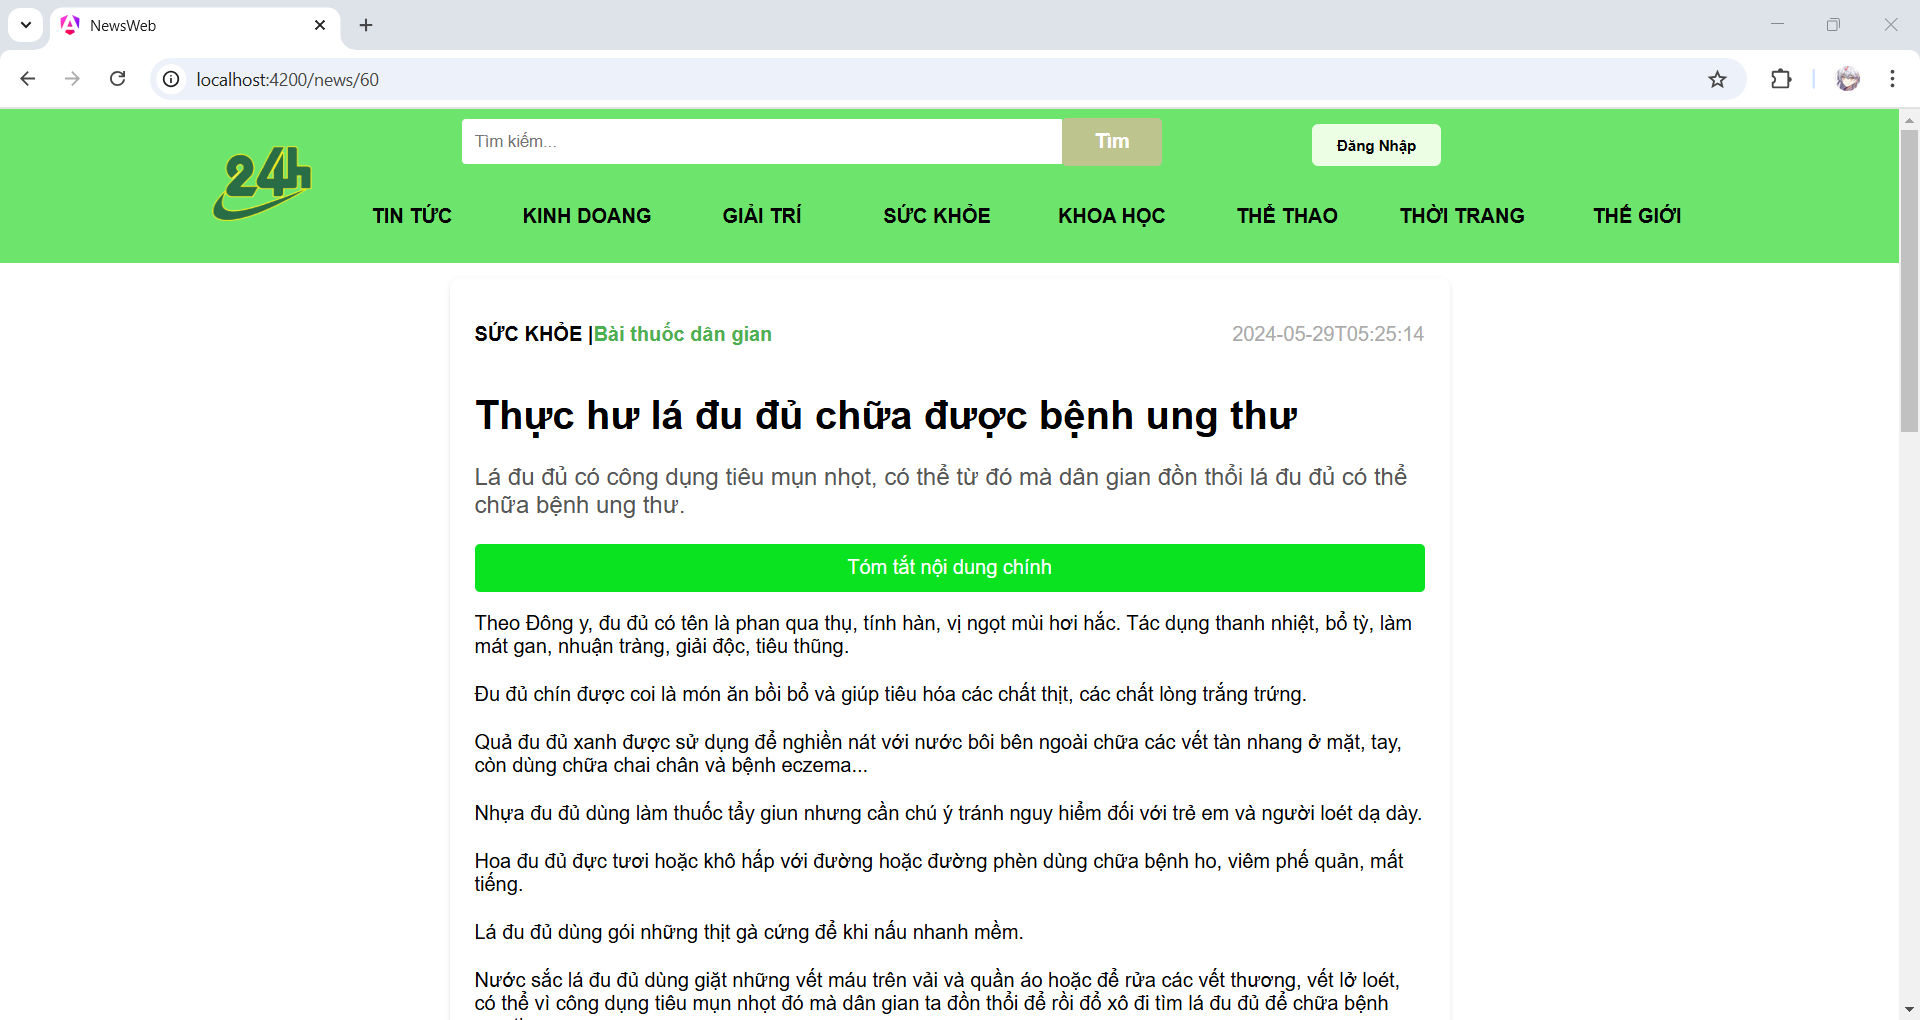 NewsWeb
localhost:4200/news/60
Tìm kiếm...
Tìm
Đăng Nhập
24h
TIN TỨC
KINH DOANG
GIẢI TRÍ
SỨC KHỎE
KHOA HỌC
THỂ THAO
THỜI TRANG
THẾ GIỚI
SỨC KHỎE |Bài thuốc dân gian
2024-05-29T05:25:14
Thực hư lá đu đủ chữa được bệnh ung thư
Lá đu đủ có công dụng tiêu mụn nhọt, có thể từ đó mà dân gian đồn thổi lá đu đủ có thể
chữa bệnh ung thư.
Tóm tắt nội dung chính
Theo Đông y, đu đủ có tên là phan qua thụ, tính hàn, vị ngọt mùi hơi hắc. Tác dụng thanh nhiệt, bổ tỳ, làm
mát gan, nhuận tràng, giải độc, tiêu thũng.
Đu đủ chín được coi là món ăn bồi bổ và giúp tiêu hóa các chất thịt, các chất lòng trắng trứng.
Quả đu đủ xanh được sử dụng để nghiền nát với nước bôi bên ngoài chữa các vết tàn nhang ở mặt, tay,
còn dùng chữa chai chân và bệnh eczema...
Nhựa đu đủ dùng làm thuốc tẩy giun nhưng cần chú ý tránh nguy hiểm đối với trẻ em và người loét dạ dày.
Hoa đu đủ đực tươi hoặc khô hấp với đường hoặc đường phèn dùng chữa bệnh ho, viêm phế quản, mất
tiếng.
Lá đu đủ dùng gói những thịt gà cứng để khi nấu nhanh mềm.
Nước sắc lá đu đủ dùng giặt những vết máu trên vải và quần áo hoặc để rửa các vết thương, vết lở loét,
có thể vì công dụng tiêu mụn nhọt đó mà dân gian ta đồn thổi để rồi đổ xô đi tìm lá đu đủ để chữa bệnh